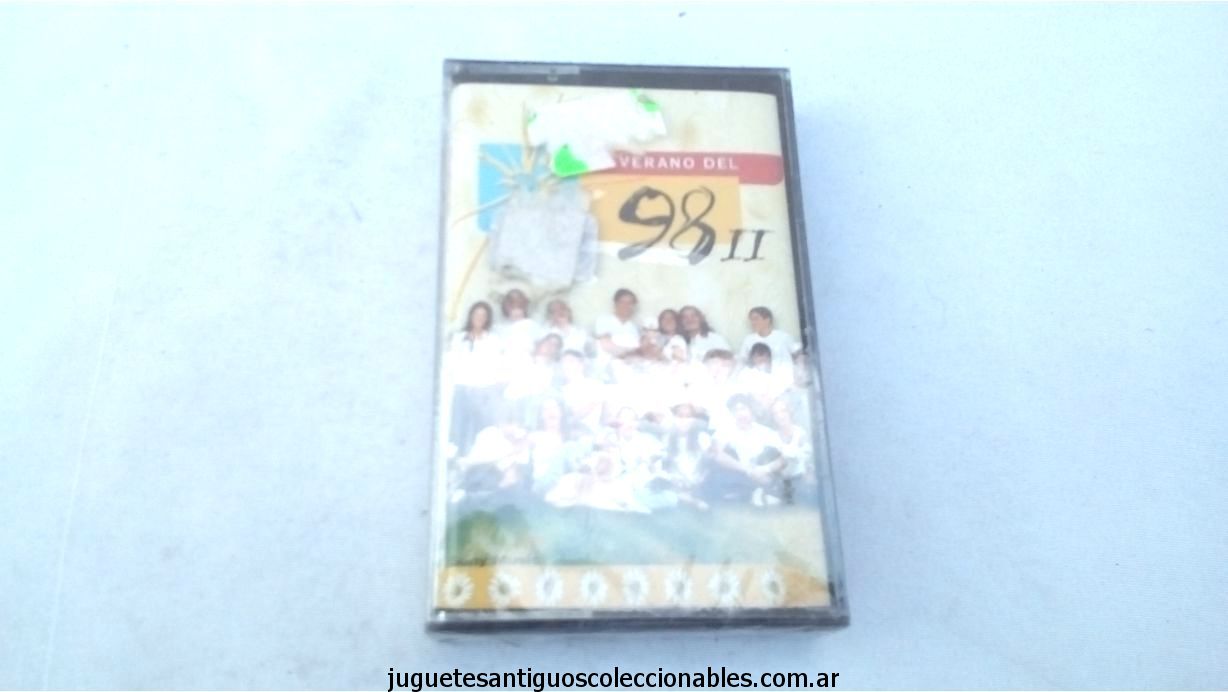 VERANO DEL
98 II
juguetesantiguoscoleccionables.com.ar